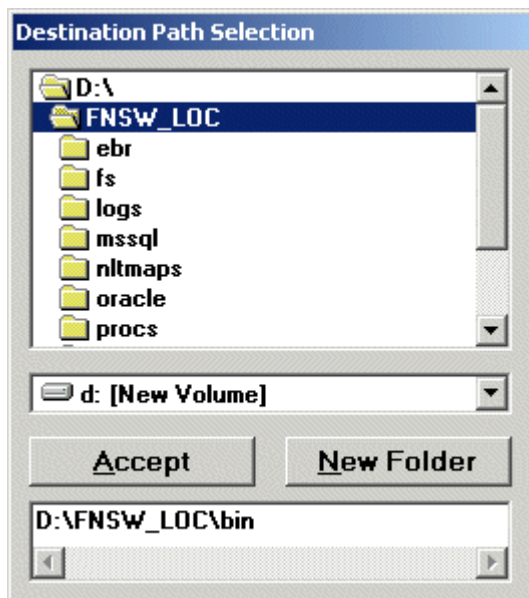 Destination Path Selection
D:\
FNSW_LOC
ebr
fs
logs
mssql
nltmaps
oracle
procs
d: [New Volume]
Accept
New Folder
D:\FNSW_LOC\bin